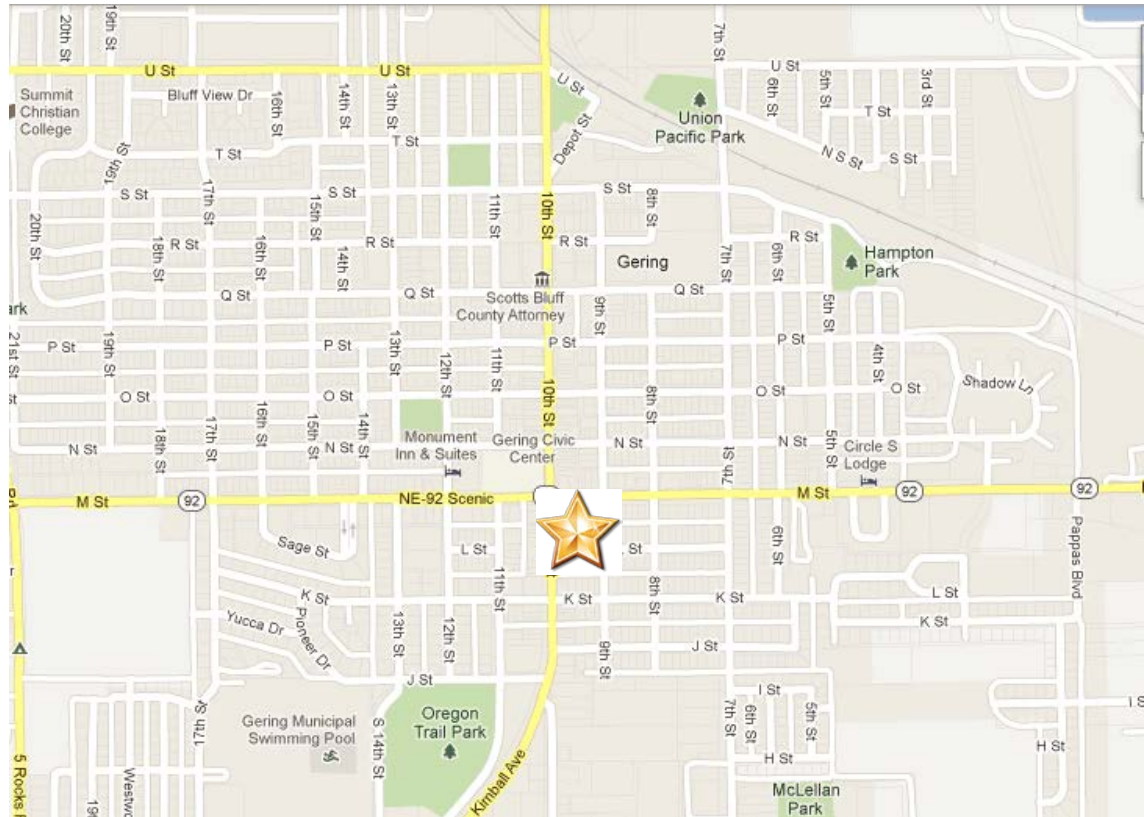 20th St
19th St
7th St
U St
U St
U St
U St
Bluff View Dr
16th St
14th St
13th St
6th St
5th St
3rd St
Summit
Christian
College
Union
Pacific Park
T St
Depot St
T St
T St
N S St
S St
19th St
17th St
S St
S St
S St
15th St
11th St
10th St
8th St
20th St
18th St
R St
16th St
14th St
R St
R St
7th St
6th St
R St
Gering
Hampton
Park
Q St
Q St
Scotts Bluff
County Attorney
9th St
Q St
5th St
ark
21st St
19th St
P St
P St
13th St
12th St
11th St
P St
P St
4th St
O St
O St
10th St
8th St
O St
O St
Shadow Ln
18th St
17th St
16th St
15th St
14th St
N St
N St
Monument
Inn & Suites
Gering Civic
Center
N St
7th St
N St
5th St
Circle S
Lodge
M St
92
NE-92 Scenic
M St
92
92
Sage St
L St
11th St
8th St
6th St
Pappas Blvd
K St
K St
K St
L St
K St
Yucca Dr
Pioneer Dr
13th St
12th St
9th St
J St
J St
17th St
S 14th St
Gering Municipal
Swimming Pool
Oregon
Trail Park
I St
7th St
6th St
5th St
I S
H St
H St
5 Rocks
Westwo
19
Kimball Ave
McLellan
Park